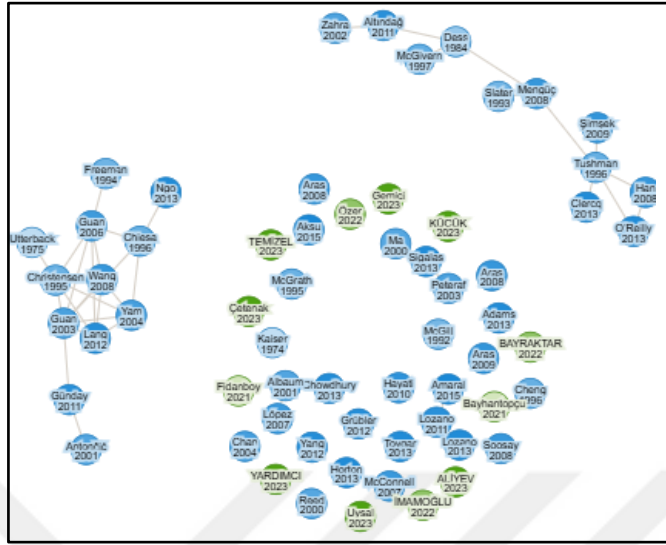 Zahra
2002
Altındağ
2011
Dess
1984
McGivern
1997
Slater
1993
Mengüç
2008
Şimşek
2009
Tushman
1996
Han
2008
Clercq
2013
O'Reilly
2013
Freeman
1994
Ngo
2013
Guan
2006
Utterback
1975
Chiesa
1996
Christensen
1995
Wang
2008
Guan
2003
Yam
2004
Lang
2012
Günday
2011
Antončič
2001
Aras
2008
Özer
2022
Gemici
2023
KÜÇÜK
2023
TEMİZEL
2023
Aksu
2015
Ma
2000
Sigalas
2013
Peteraf
2003
Aras
2008
McGrath
1995
Çetenak
2023
Adams
2013
McGill
1992
BAYRAKTAR
2022
Kaiser
1974
Aras
2009
Fidanboy
2021
Albaum
2001
Chowdhury
2013
Hayati
2010
Amaral
2015
Cheng
1996
Bayhantopçu
2021
López
2007
Grübler
2012
Lozano
2011
Chan
2004
Yang
2012
Tovnar
2013
Lozano
2013
Soosay
2008
YARDIMCI
2023
Horton
2013
McConnell
2007
ALİYEV
2023
Reed
2000
Uysal
2023
İMAMOĞLU
2022